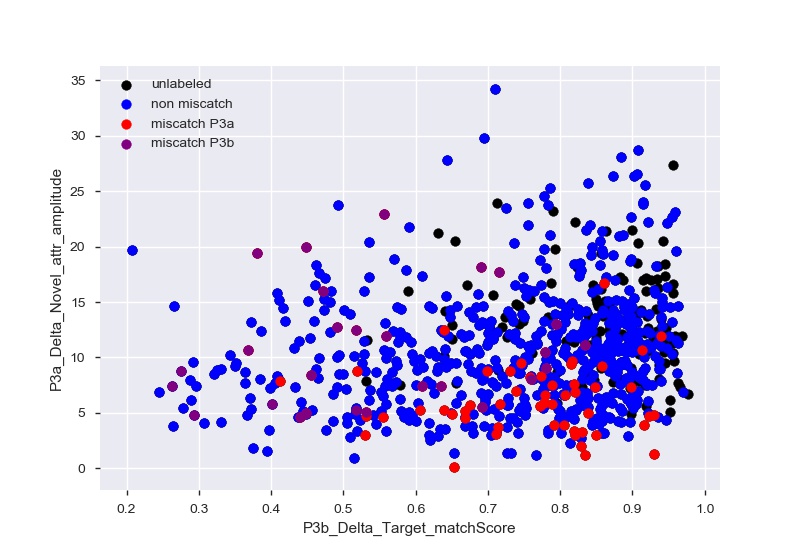 35
30
25
20
15
10
5
0
P3a_Delta_Novel_attr_amplitude
unlabeled
non miscatch
miscatch P3a
miscatch P3b
0.2 0.3 0.4 0.5 0.6 0.7 0.8 0.9 1.0
P3b_Delta_Target_matchScore